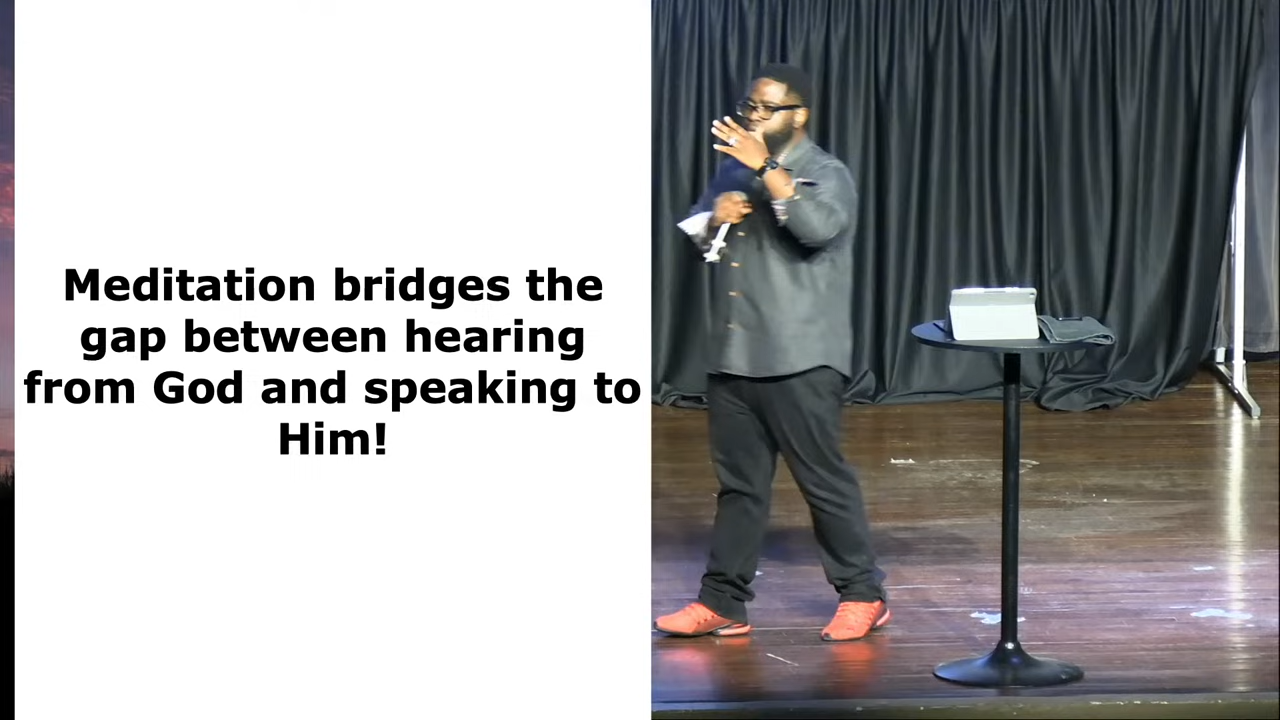 Meditation bridges the
gap between hearing
from God and speaking to
Him!